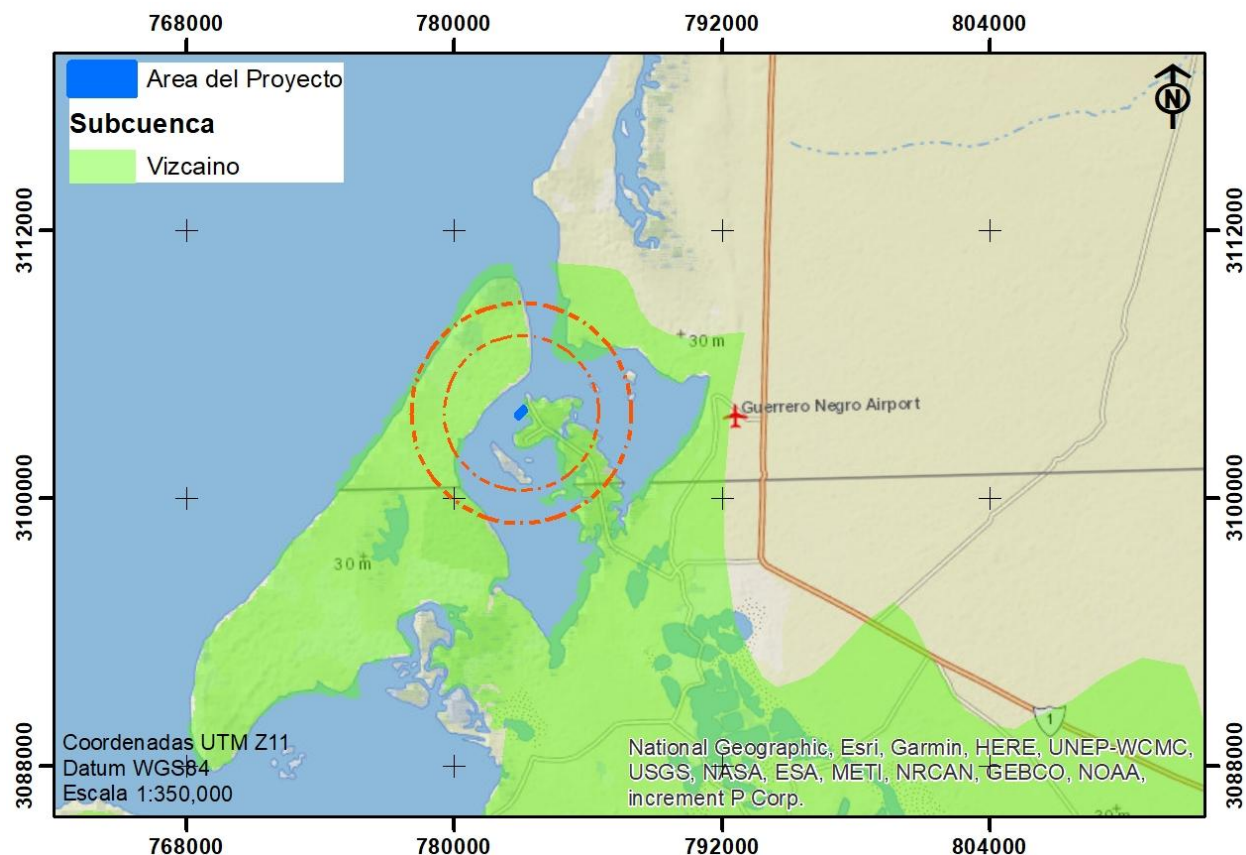 768000 780000 792000 804000
Area del Proyecto
Subcuenca
Vizcaino
N
3112000 3112000
30 m
Guerrero Negro Airport
3100000 3100000
30 m
1
Coordenadas UTM Z11
Datum WGS84
Escala 1:350,000
National Geographic, Esri, Garmin, HERE, UNEP-WCMC,
USGS, NASA, ESA, METI, NRCAN, GEBCO, NOAA,
increment P Corp.
3088000 3088000
30 m
768000 780000 792000 804000